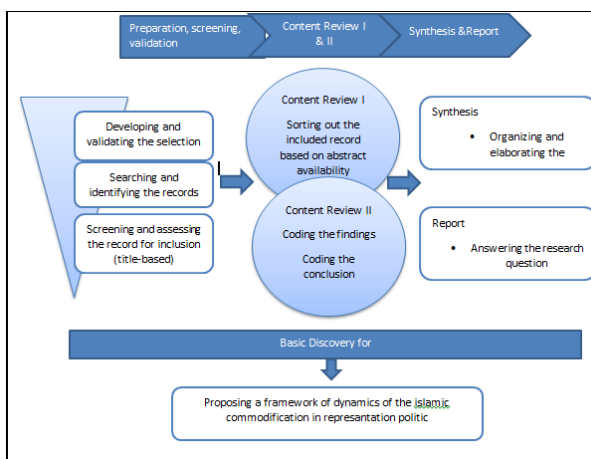 Preparation, screening,
validation
Content Review I
& II
Synthesis &Report
Developing and
validating the selection
Searching and
identifying the records
Screening and assessing
the record for inclusion
(title-based)
Content Review I
Sorting out the
included record
based on abstract
availability
Content Review II
Coding the findings
Coding the
conclusion
Synthesis
• Organizing and
elaborating the
Report
• Answering the research
question
Basic Discovery for
Proposing a framework of dynamics of the islamic
commodification in represantation politic